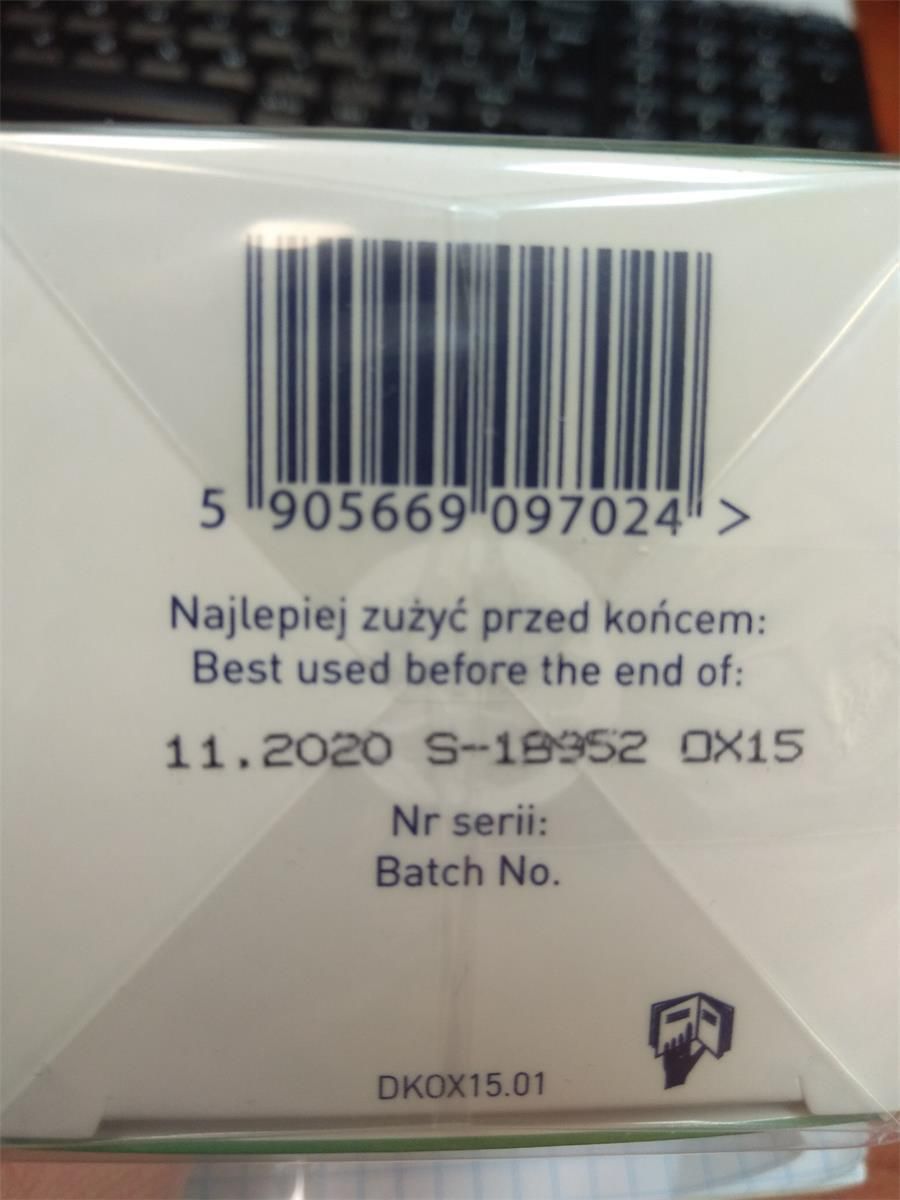 5 905669 097024 >
Najlepiej zużyć przed końcem:
Best used before the end of:
11.2020 S-18952 OX15
Nr serii:
Batch No.
DKOX15.01